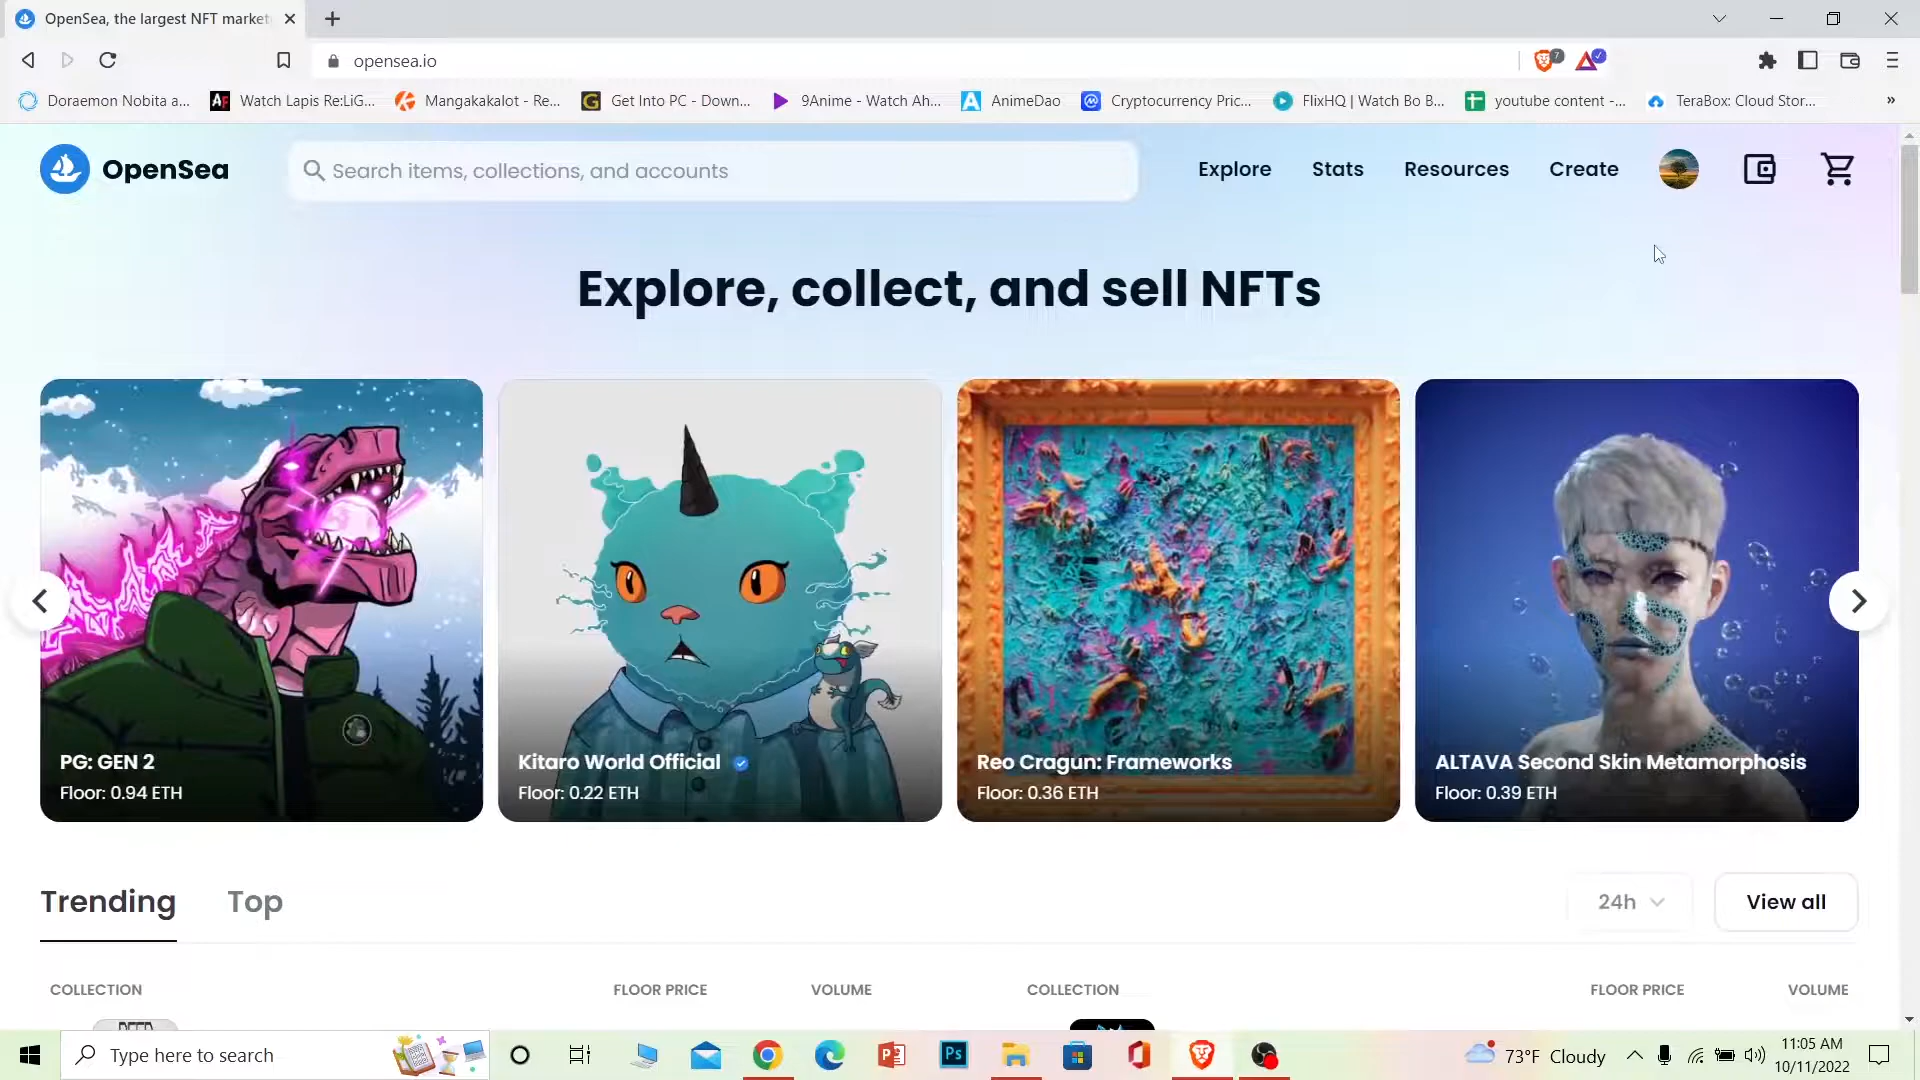 OpenSea, the largest NFT market
opensea.io
7
Doraemon Nobita a...
Watch Lapis Re:LiG...
Mangakakalot - Re...
Get Into PC - Down...
9Anime - Watch Ah...
AnimeDao
Cryptocurrency Pric...
FlixHQ | Watch Bo B...
youtube content -...
TeraBox: Cloud Stor...
»
OpenSea
Search items, collections, and accounts
Explore
Stats
Resources
Create
Explore, collect, and sell NFTs
PG: GEN 2
Floor: 0.94 ETH
Kitaro World Official
Floor: 0.22 ETH
Reo Cragun: Frameworks
Floor: 0.36 ETH
ALTAVA Second Skin Metamorphosis
Floor: 0.39 ETH
Trending
Top
24h
View all
COLLECTION
FLOOR PRICE
VOLUME
COLLECTION
FLOOR PRICE
VOLUME
Type here to search
Ps
73°F Cloudy
11:05 AM
10/11/2022